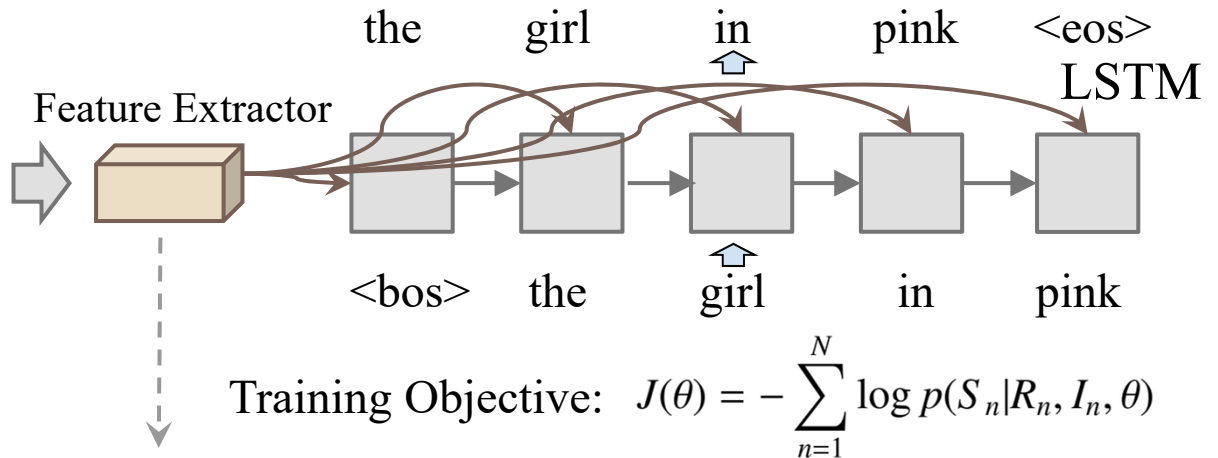 the girl in pink <eos>
LSTM
Feature Extractor
<bos> the girl in pink
Training Objective: J(θ) = − ∑_{n=1}^{N} log p(S_n|R_n, I_n, θ)